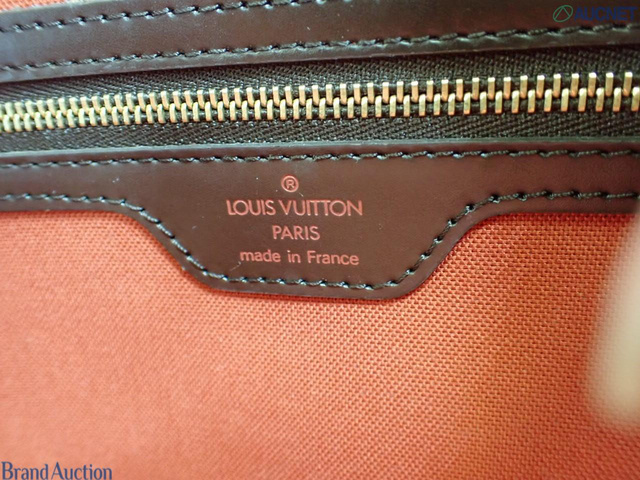 ®
LOUIS VUITTON
PARIS
made in France
Brand Auction